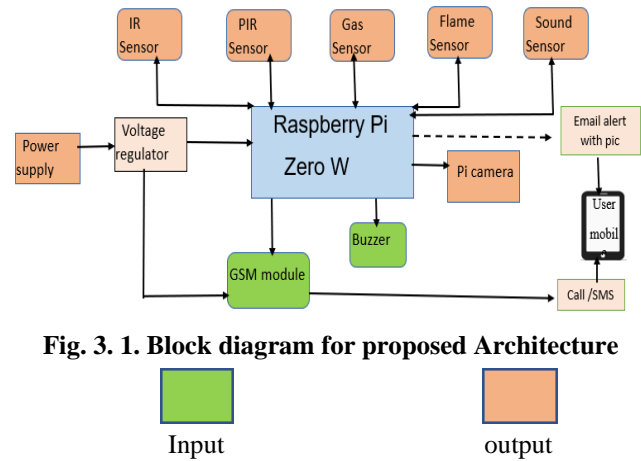 IR
Sensor
PIR
Sensor
Gas
Sensor
Flame
Sensor
Sound
Sensor
Raspberry Pi
Zero W
Power
supply
Voltage
regulator
Email alert
with pic
Pi camera
User
mobil
Buzzer
GSM module
Call /SMS
Fig. 3. 1. Block diagram for proposed Architecture
Input
output